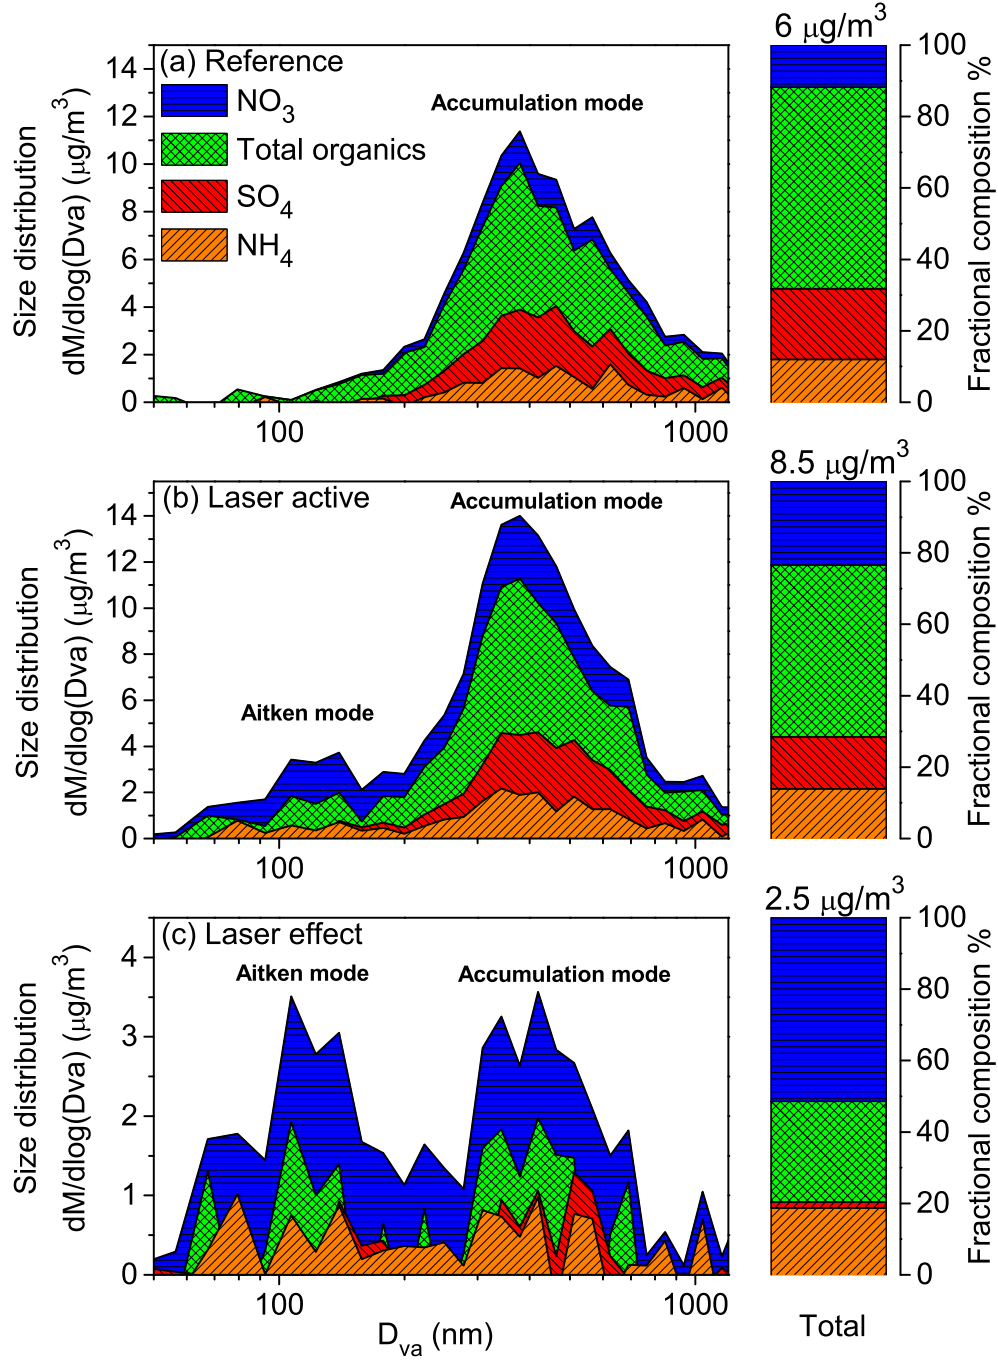 6 μg/m³
(a) Reference
NO₃
Total organics
SO₄
NH₄
Accumulation mode
Size distribution
dM/dlog(Dva) (μg/m³)
14
12
10
8
6
4
2
0
100
1000
100
80
60
40
20
0
Fractional composition %
8.5 μg/m³
(b) Laser active
Accumulation mode
Aitken mode
Size distribution
dM/dlog(Dva) (μg/m³)
14
12
10
8
6
4
2
0
100
1000
100
80
60
40
20
0
Fractional composition %
2.5 μg/m³
(c) Laser effect
Aitken mode
Accumulation mode
Size distribution
dM/dlog(Dva) (μg/m³)
4
3
2
1
0
100
1000
D_va (nm)
100
80
60
40
20
0
Fractional composition %
Total